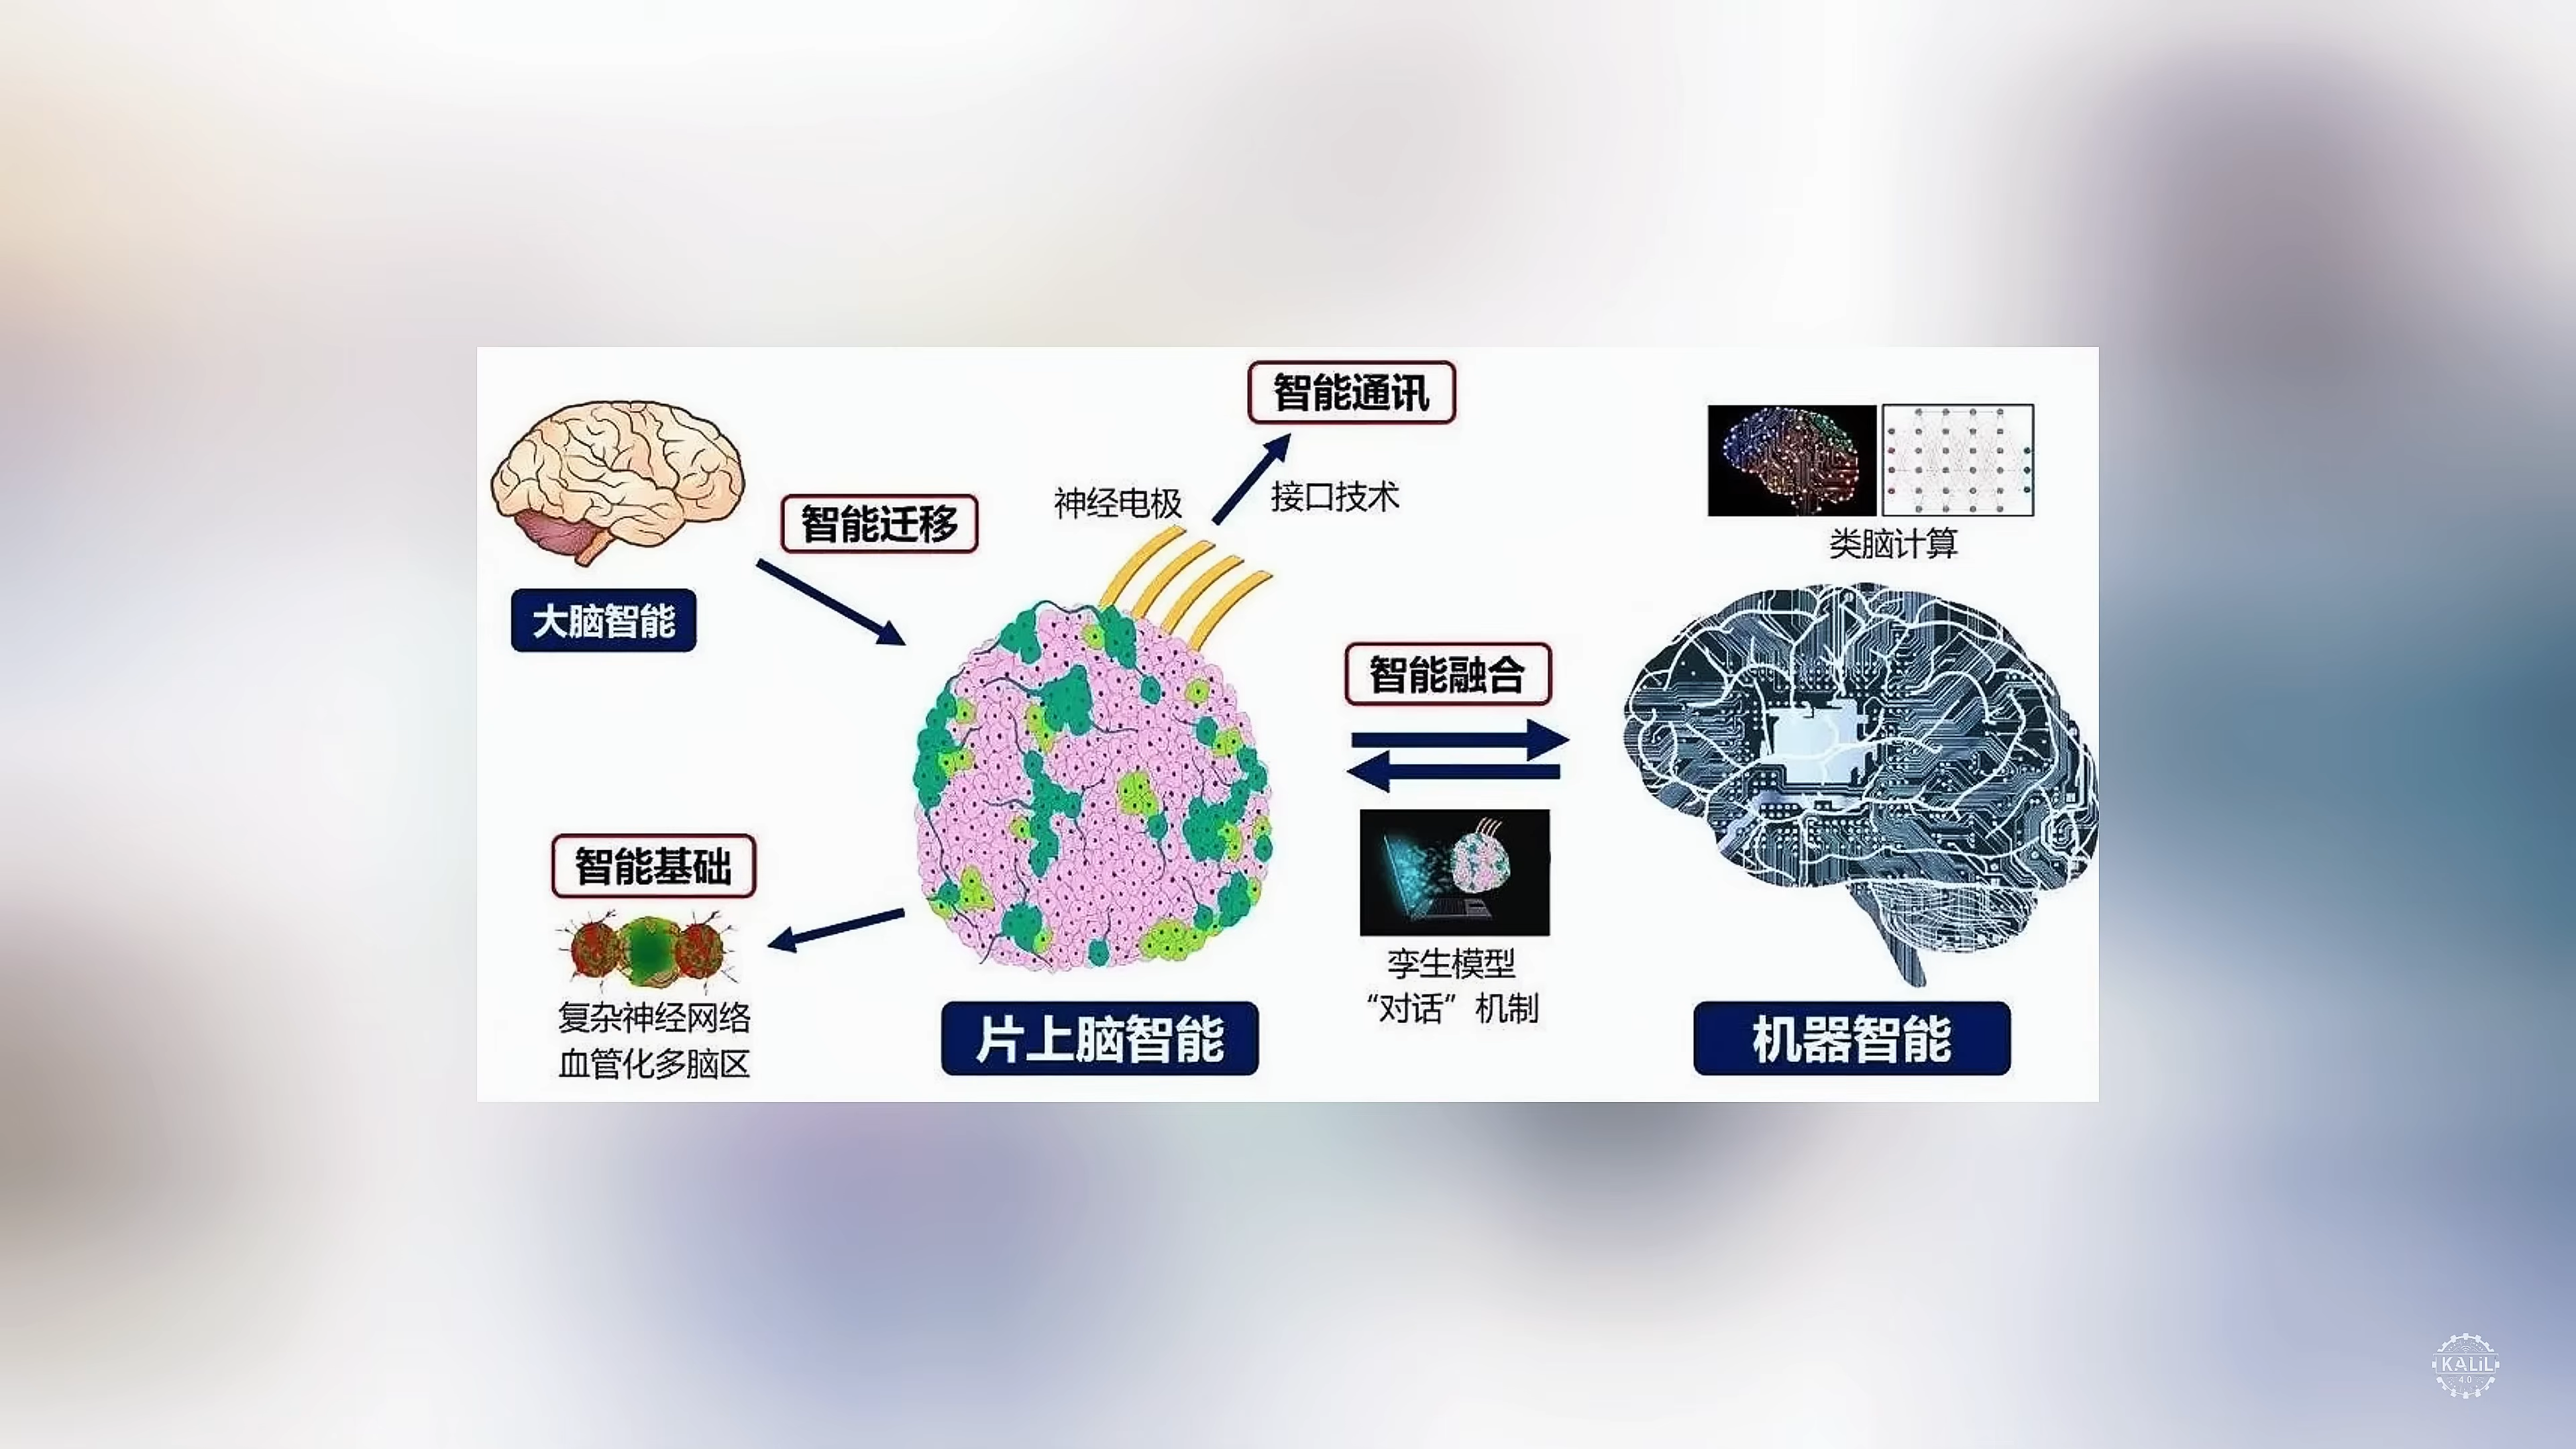 智能通讯
神经电极
接口技术
智能迁移
大脑智能
类脑计算
智能融合
智能基础
复杂神经网络
血管化多脑区
片上脑智能
孪生模型
“对话” 机制
机器智能
KALiL
4.0